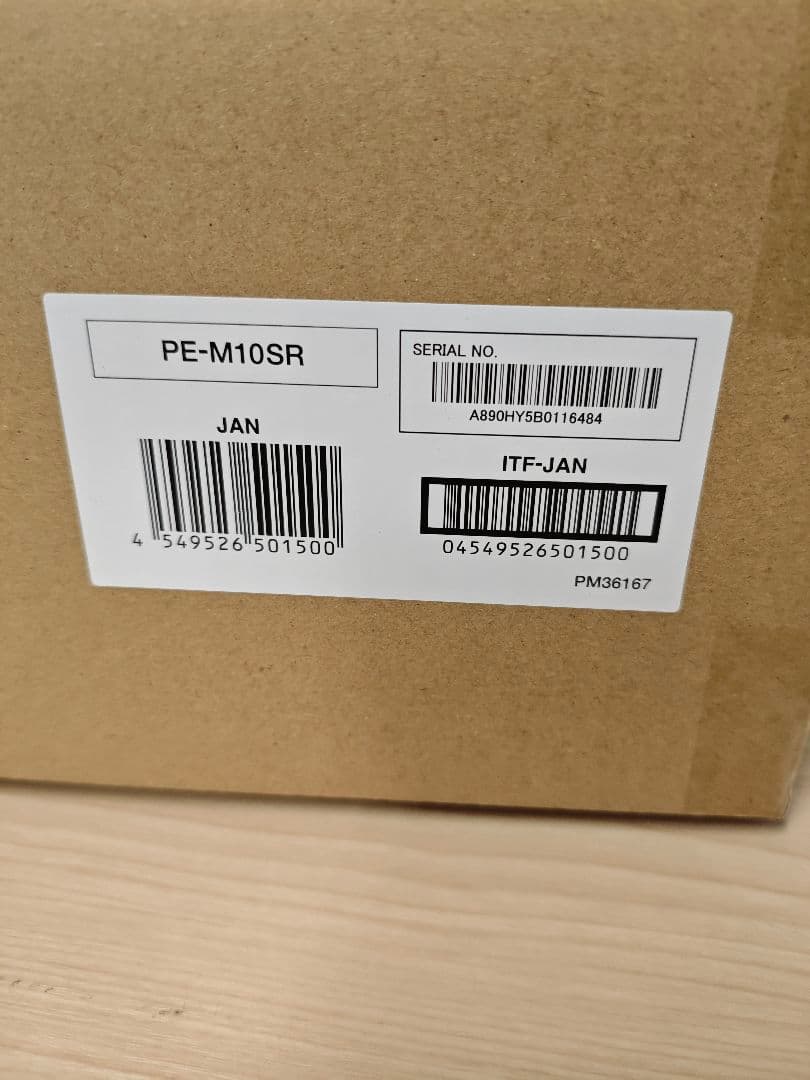 PE-M10SR
JAN
4 549526 501500
SERIAL NO.
A890HY5B0116484
ITF-JAN
04549526501500
PM36167